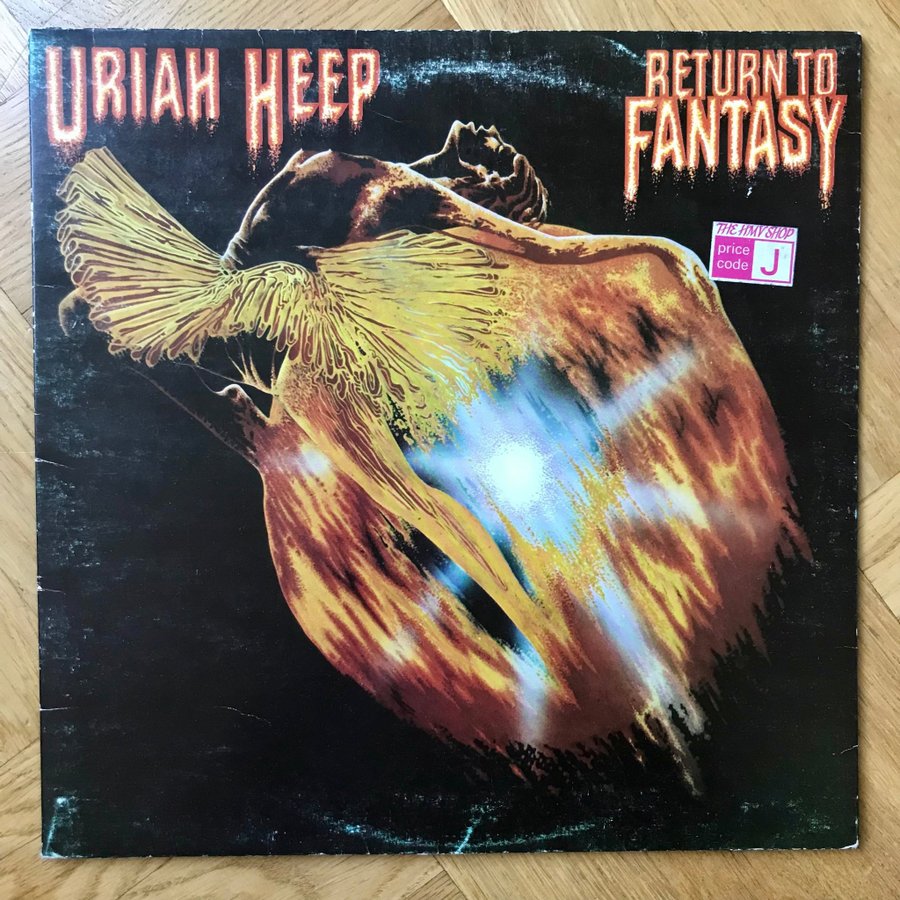 URIAH HEEP
RETURN TO
FANTASY
THE HMV SHOP
price
code
J